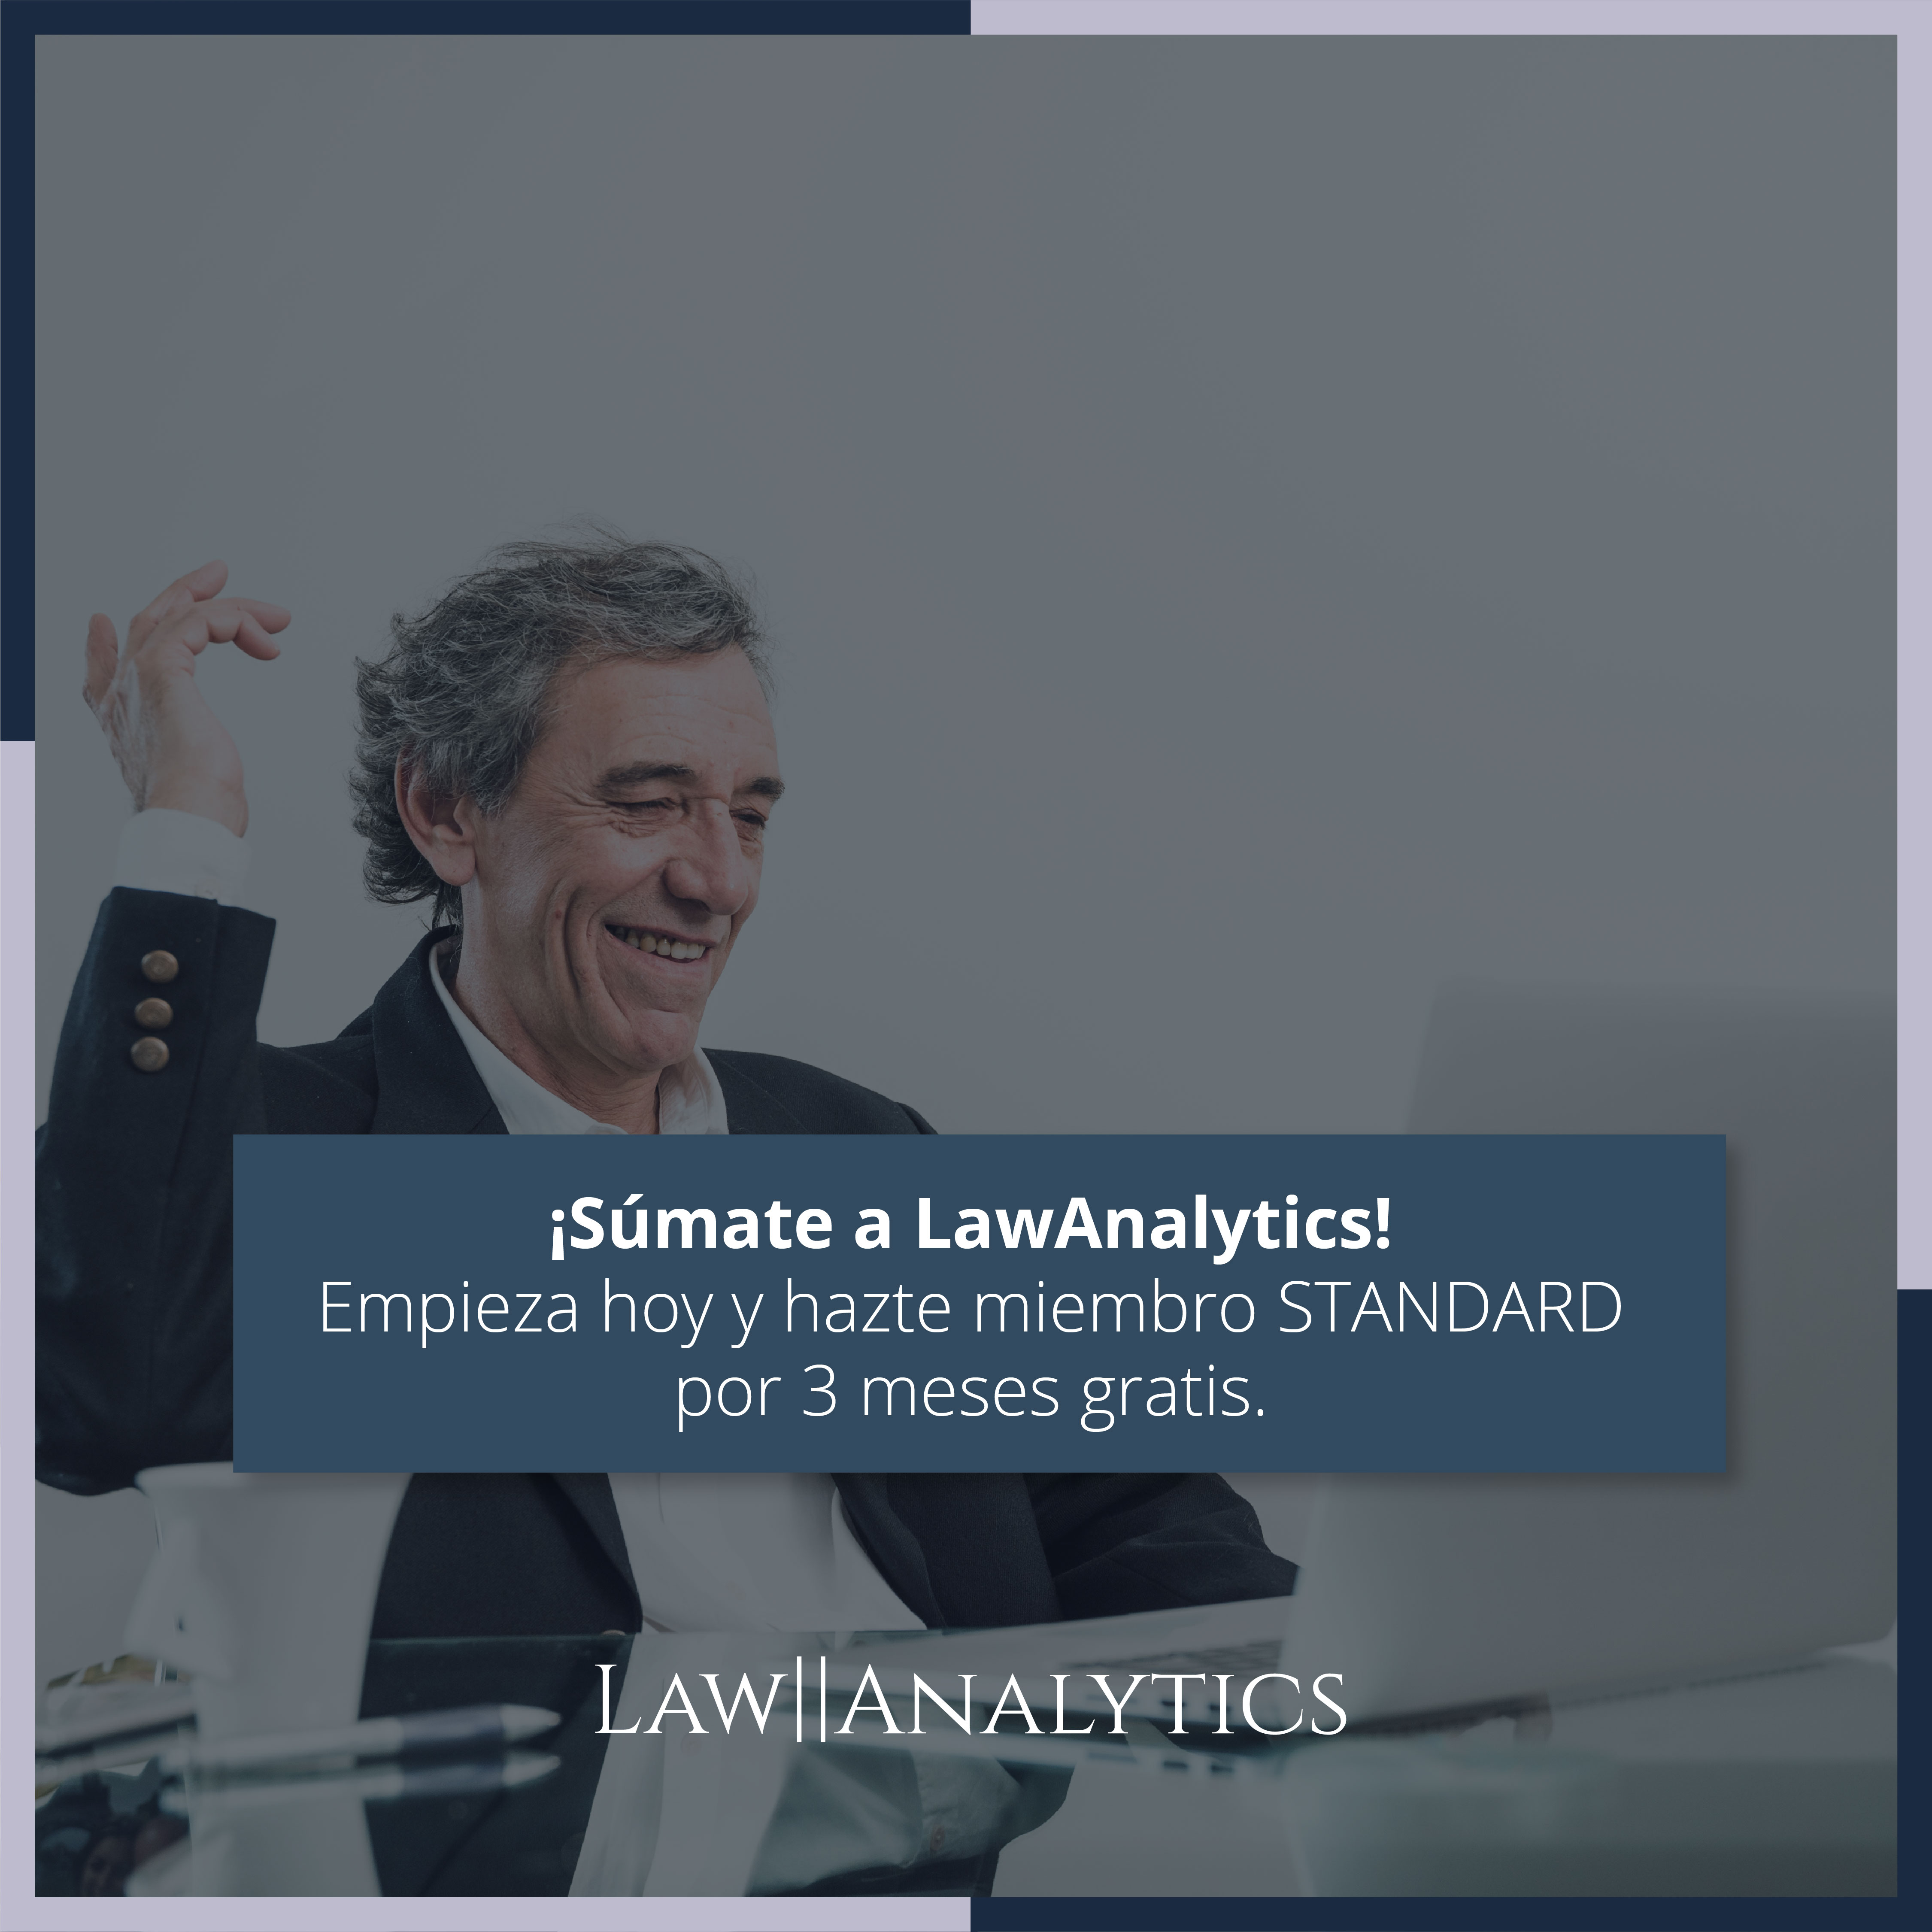 ¡Súmate a LawAnalytics!
Empieza hoy y hazte miembro STANDARD
por 3 meses gratis.
LAW||ANALYTICS